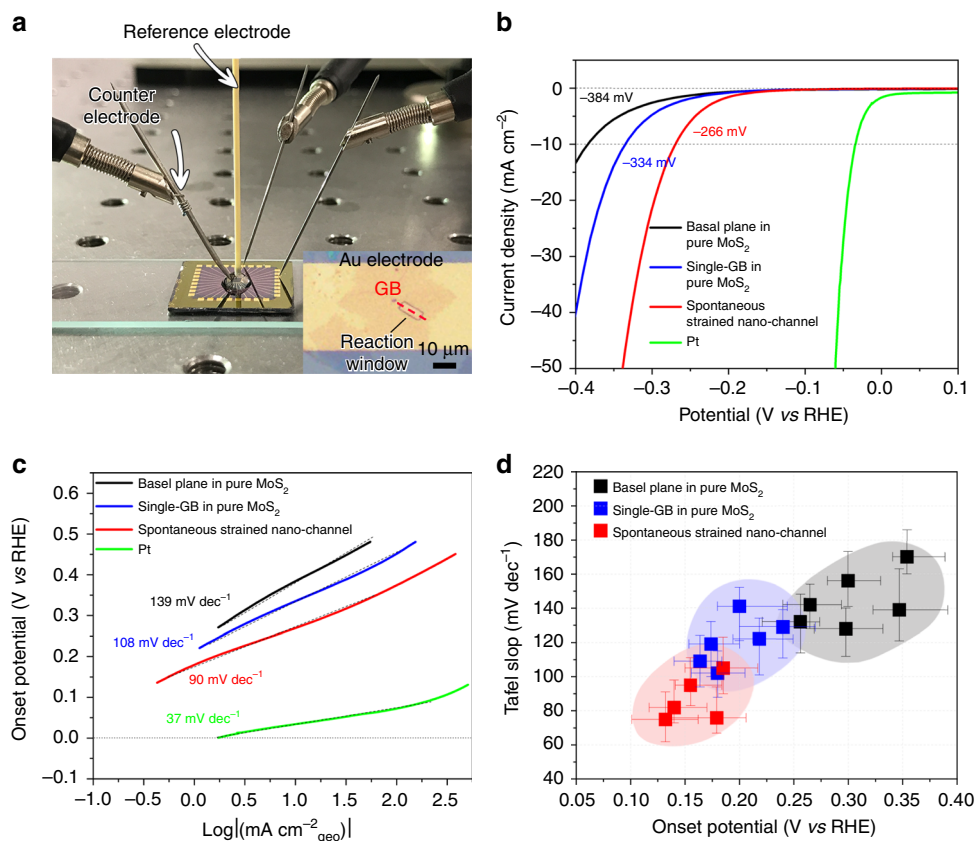 a
Reference electrode
Counter
electrode
Au electrode
GB
Reaction
window
10 μm
b
Current density (mA cm⁻²)
0
−10
−20
−30
−40
−50
−384 mV
−334 mV
−266 mV
Basal plane in
pure MoS₂
Single-GB in
pure MoS₂
Spontaneous
strained nano-channel
Pt
−0.4 −0.3 −0.2 −0.1 0.0 0.1
Potential (V vs RHE)
c
Onset potential (V vs RHE)
0.6
0.5
0.4
0.3
0.2
0.1
0.0
−0.1
Basel plane in pure MoS₂
Single-GB in pure MoS₂
Spontaneous strained nano-channel
Pt
139 mV dec⁻¹
108 mV dec⁻¹
90 mV dec⁻¹
37 mV dec⁻¹
−1.0 −0.5 0.0 0.5 1.0 1.5 2.0 2.5
Log|(mA cm⁻²geo)|
d
Tafel slop (mV dec⁻¹)
220
200
180
160
140
120
100
80
60
40
Basel plane in pure MoS₂
Single-GB in pure MoS₂
Spontaneous strained nano-channel
0.05 0.10 0.15 0.20 0.25 0.30 0.35 0.40
Onset potential (V vs RHE)